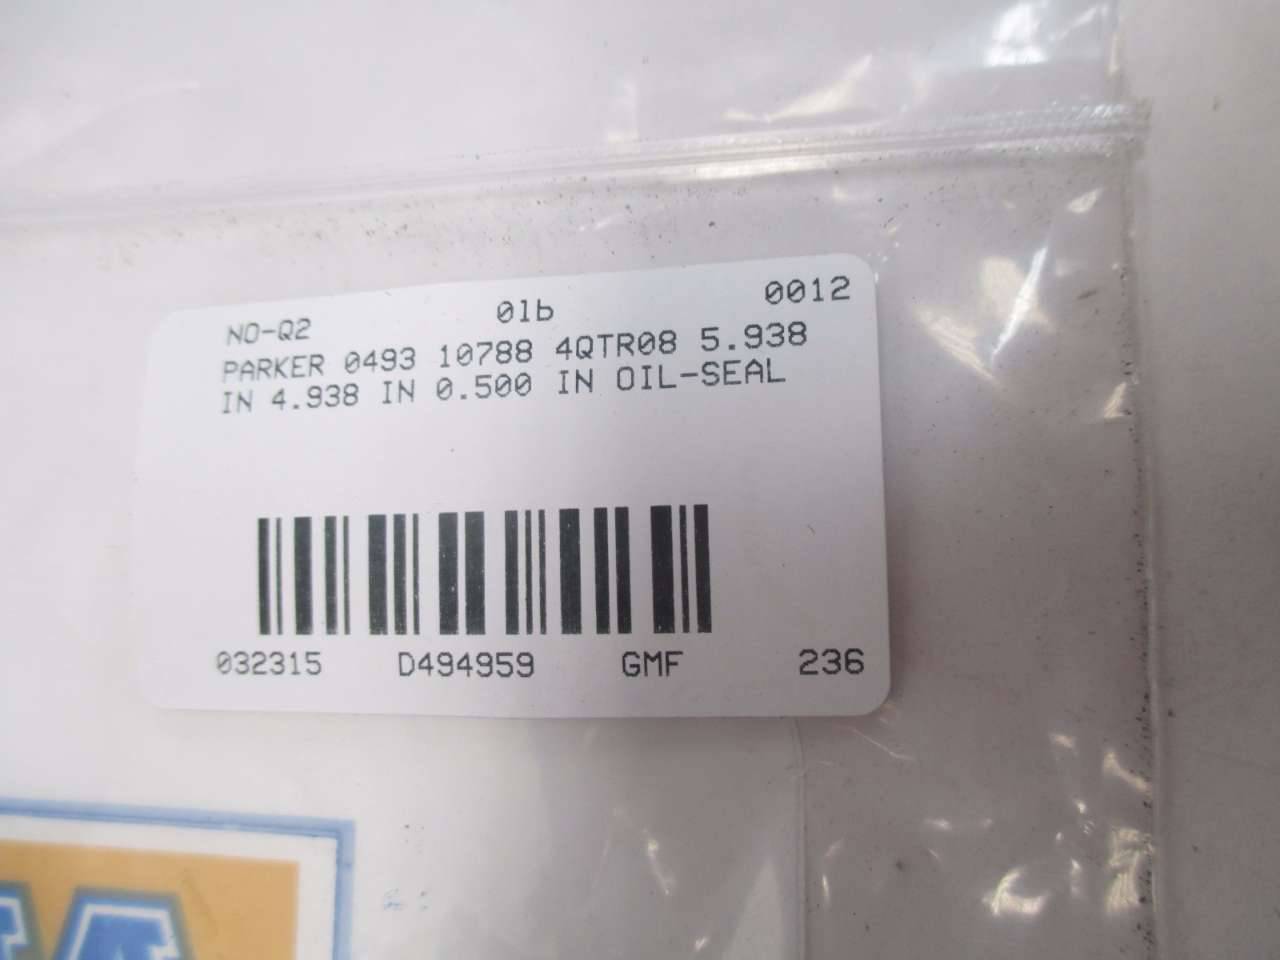 NO-Q2 01b 0012
PARKER 0493 10788 4QTR08 5.938
IN 4.938 IN 0.500 IN OIL-SEAL
032315 D494959 GMF 236